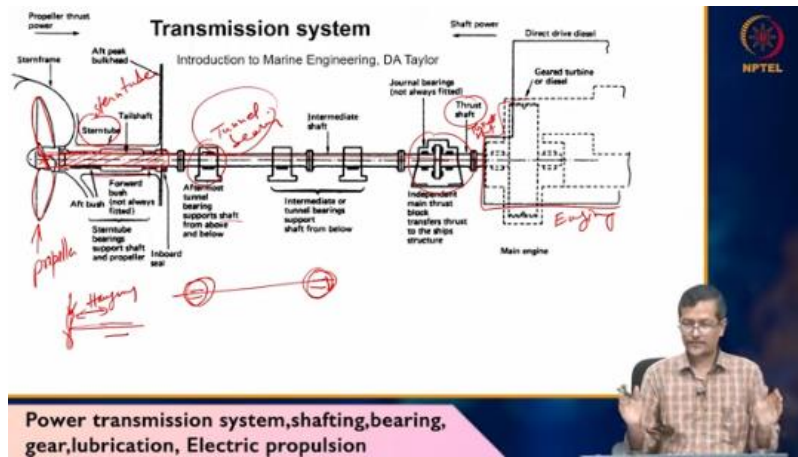 Propeller thrust
power
Transmission system
Shaft power
Direct drive diesel
NPTEL
Aft peak
bulkhead
Introduction to Marine Engineering, DA Taylor
Sternframe
sterntube
Journal bearings
(not always fitted)
Geared turbine
or diesel
Tailshaft
Sterntube
Tunnel
bearing
Intermediate
shaft
Thrust
shaft
Aft bush
Forward
bush
(not always
fitted)
Aftermost
tunnel
bearing
supports shaft
from above
and below
Intermediate or
tunnel bearings
support
shaft from below
Independent
main thrust
block
transfers thrust
to the ships
structure
Engine
Main engine
Sterntube
bearings
support shaft
and propeller
Inboard
seal
propeller
Power transmission system,shafting,bearing,
gear,lubrication, Electric propulsion